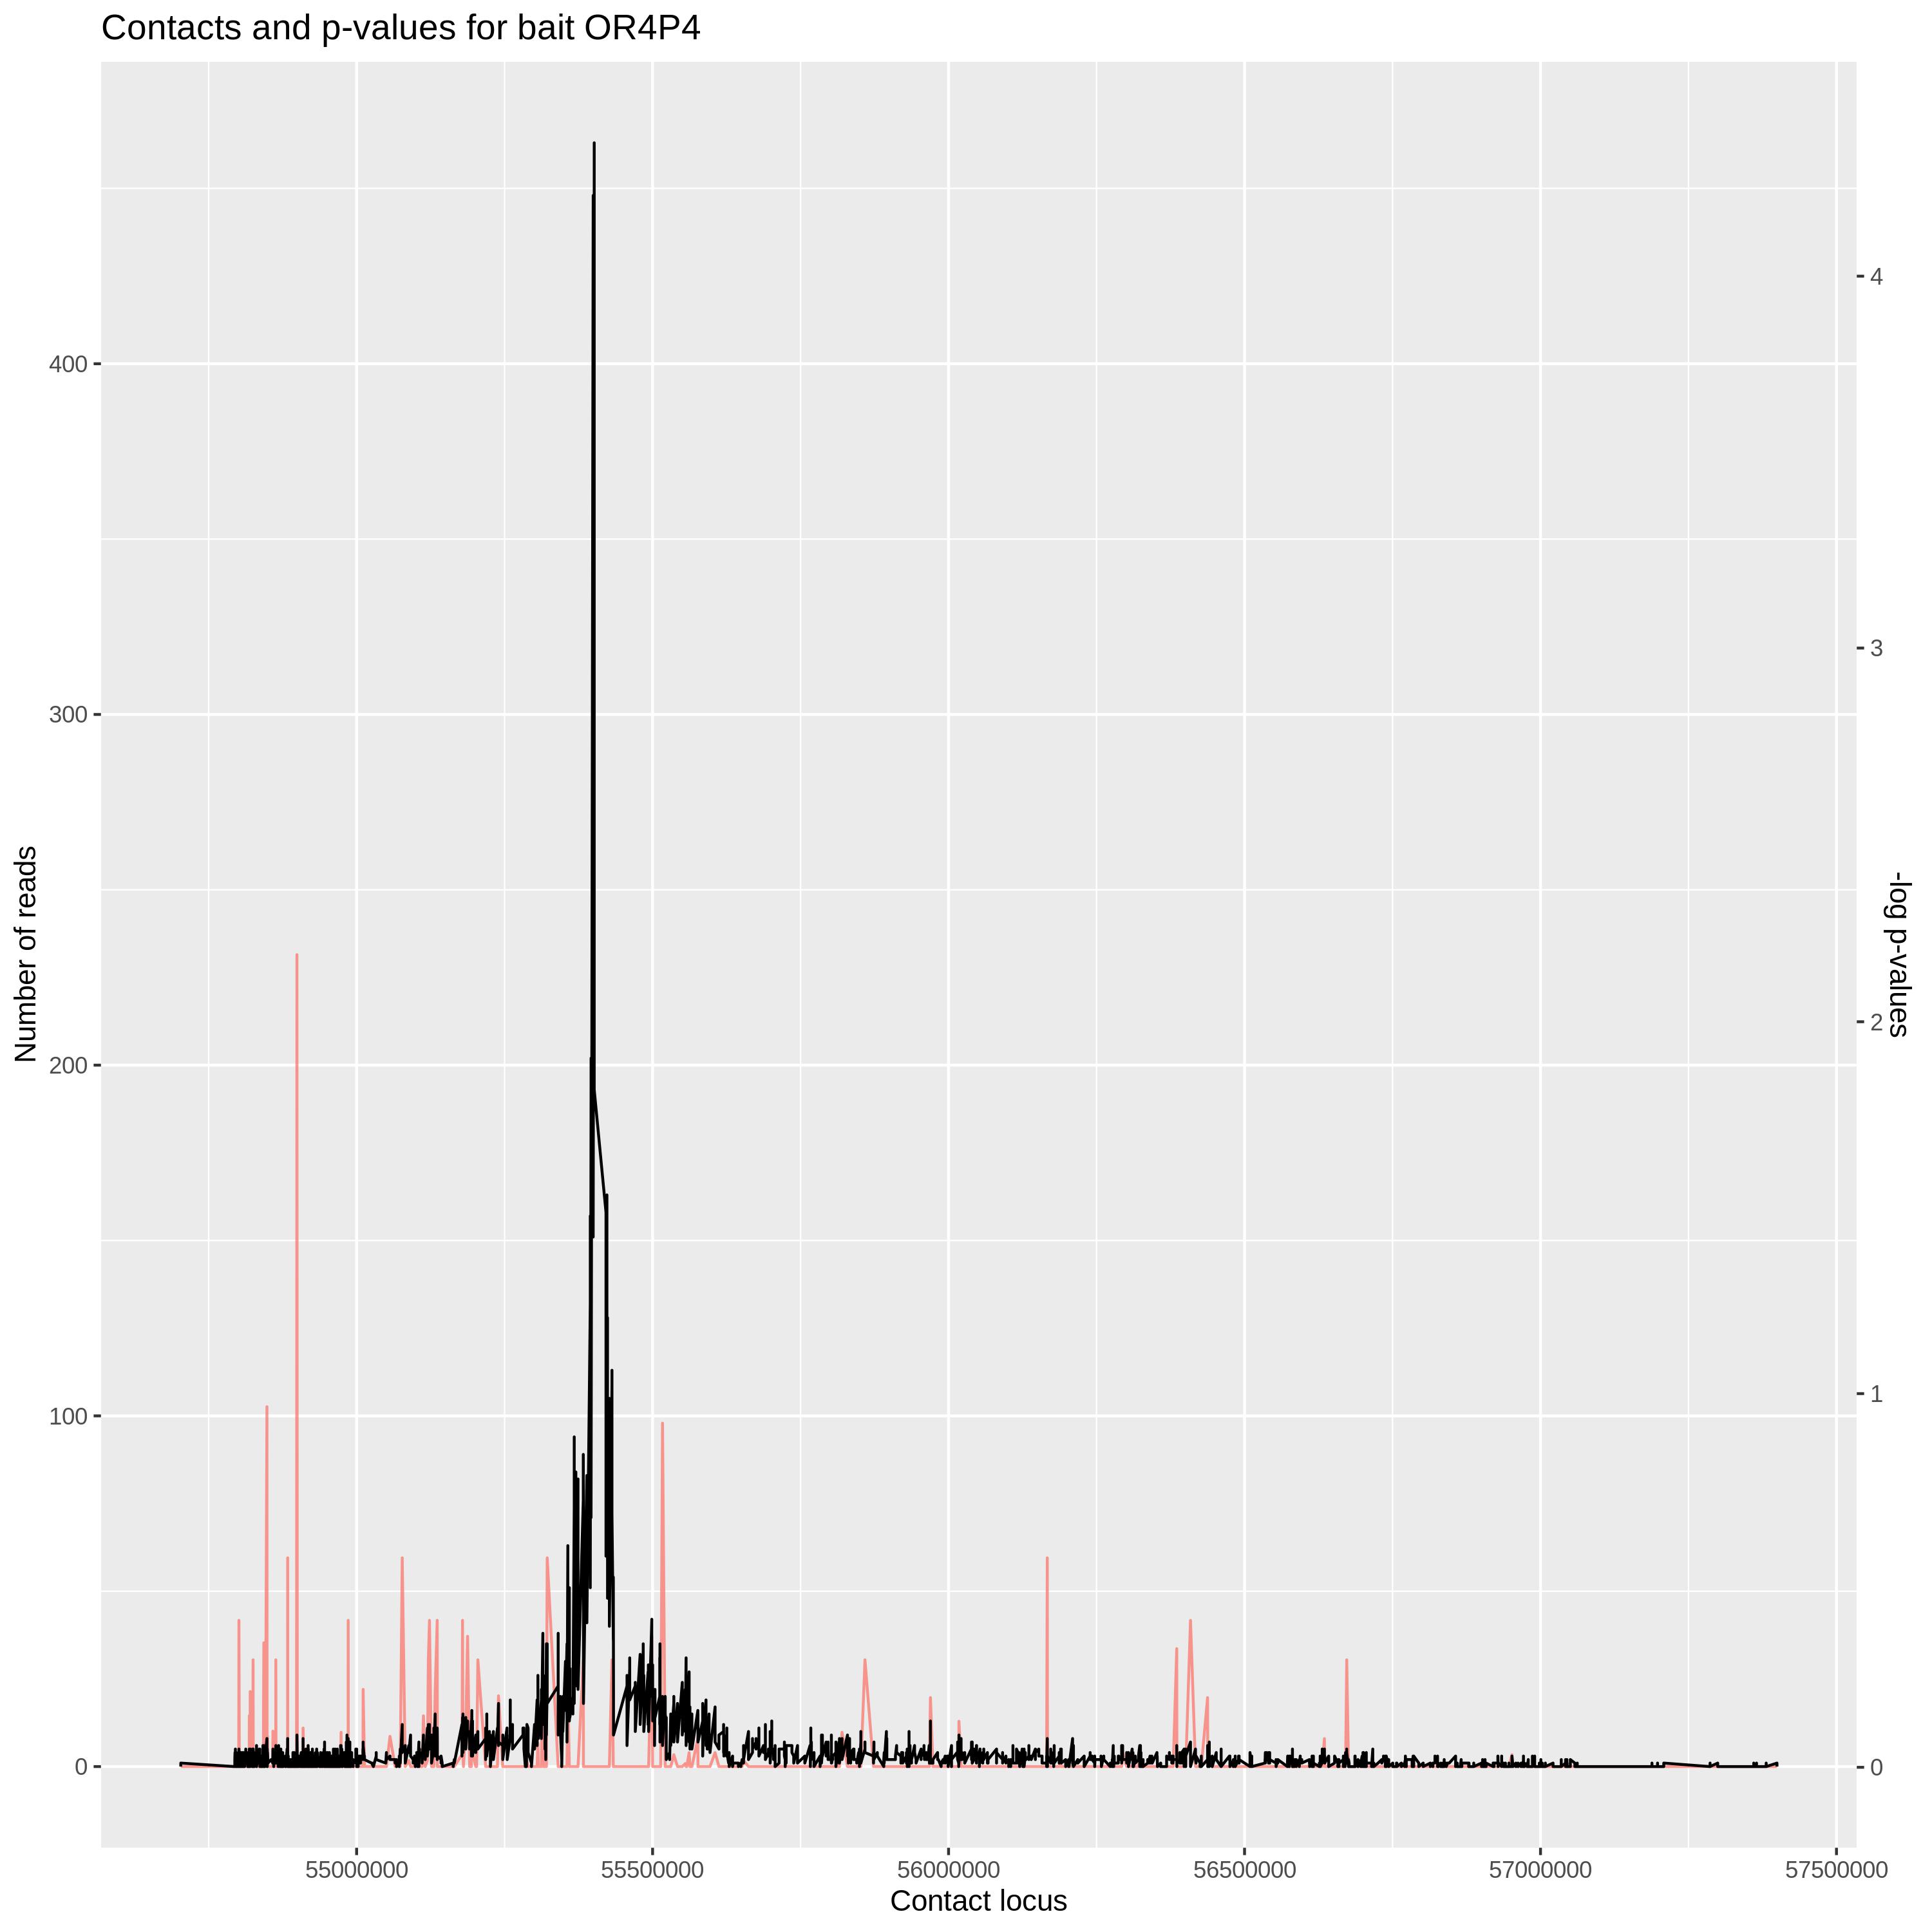 Contacts and p-values for bait OR4P4
Number of reads
400
300
200
100
0
4
3
2
1
0
-log p-values
55000000 55500000 56000000 56500000 57000000 57500000
Contact locus